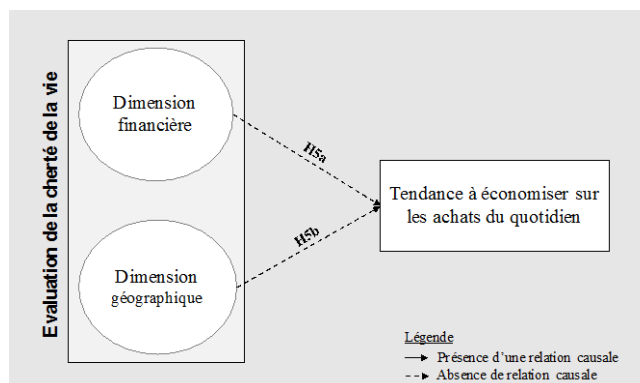 Evaluation de la cherté de la vie
Dimension
financière
Dimension
géographique
H5a
H5b
Tendance à économiser sur
les achats du quotidien
Légende
Présence d'une relation causale
Absence de relation causale